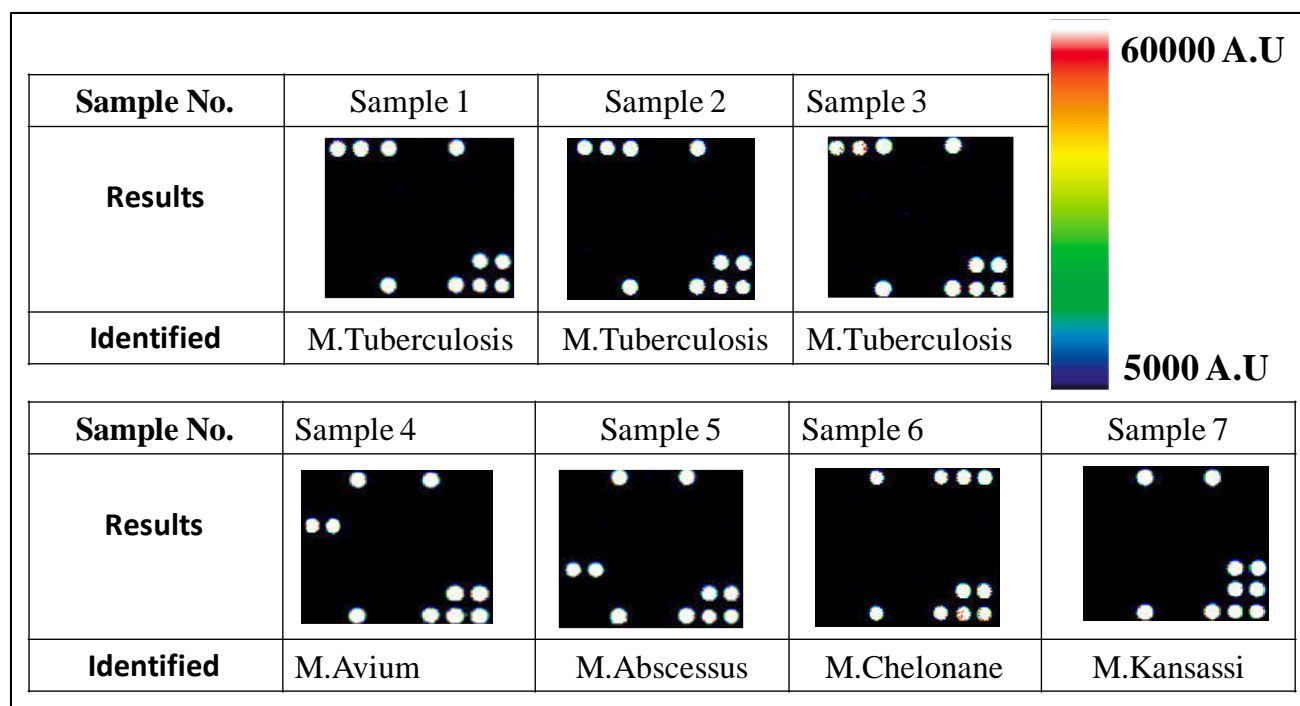 60000 A.U
Sample No. Sample 1 Sample 2 Sample 3
Results
Identified M.Tuberculosis M.Tuberculosis M.Tuberculosis
5000 A.U
Sample No. Sample 4 Sample 5 Sample 6 Sample 7
Results
Identified M.Avium M.Abscessus M.Chelonane M.Kansassi